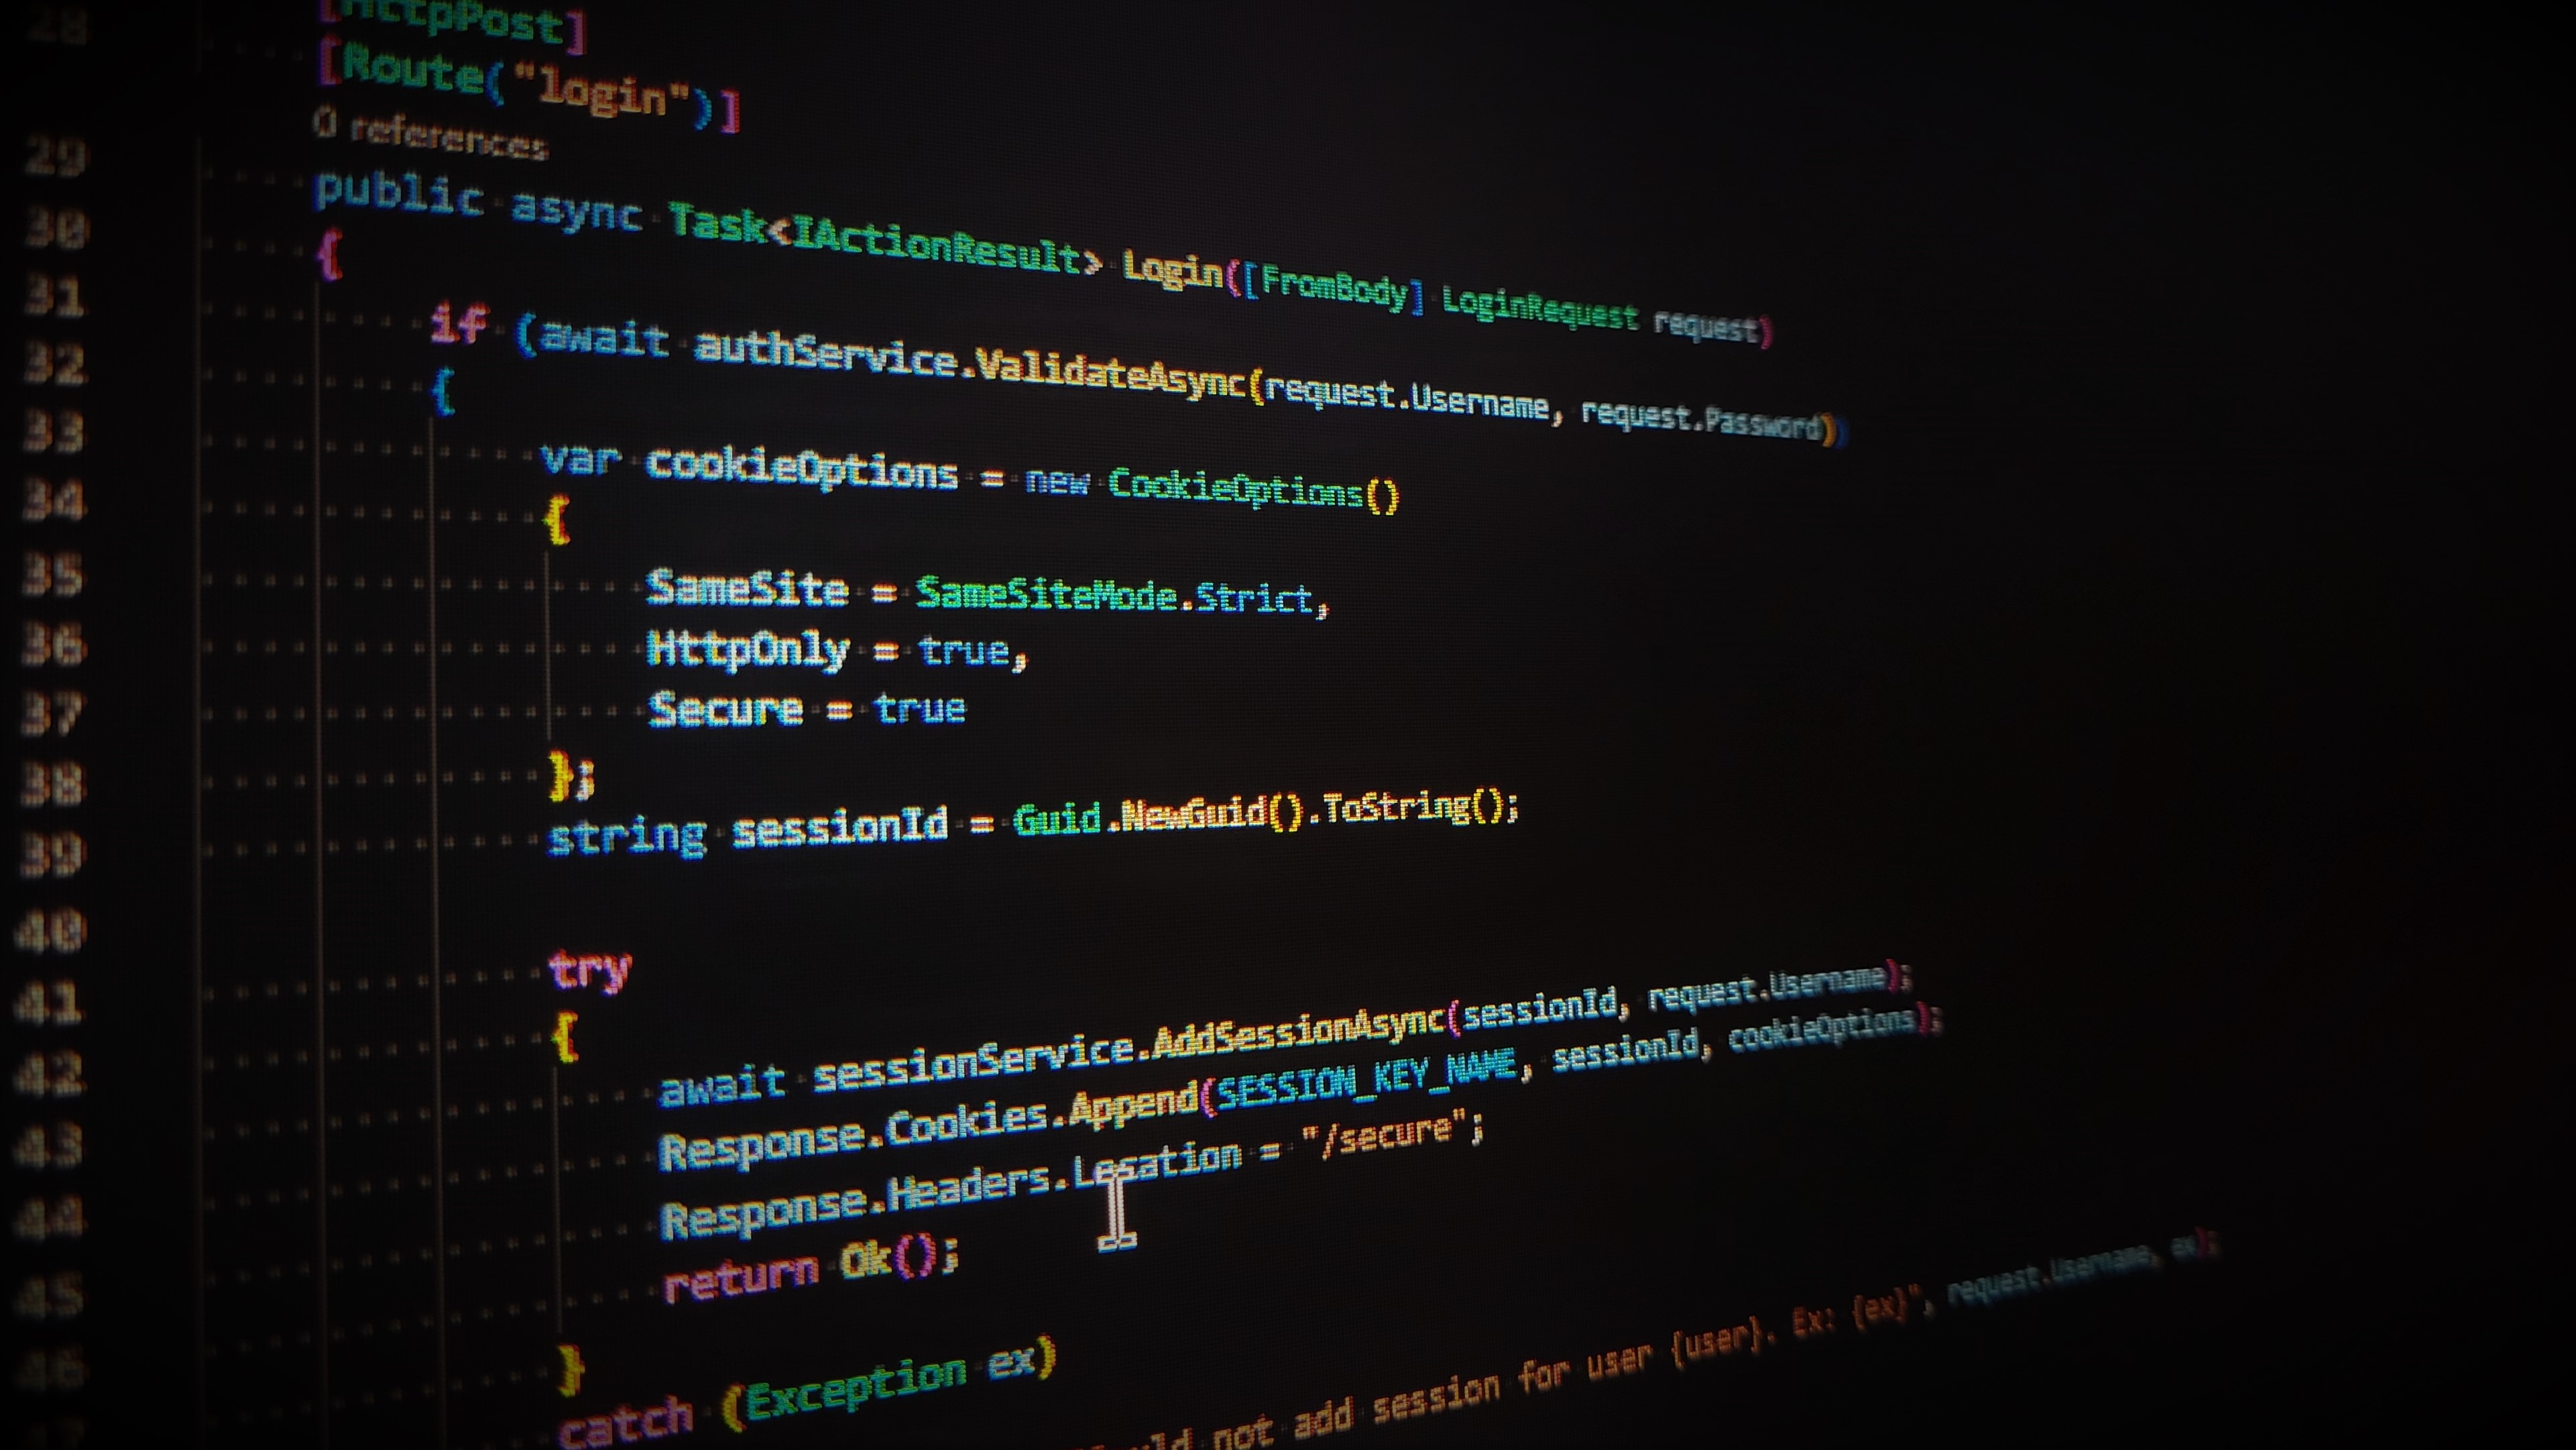 28 [HttpPost]
[Route("login")]
0 references
29 public async Task<IActionResult> Login([FromBody] LoginRequest request)
30 {
31 if (await authService.ValidateAsync(request.Username, request.Password))
32 {
33 var cookieOptions = new CookieOptions()
34 {
35 SameSite = SameSiteMode.Strict,
36 HttpOnly = true,
37 Secure = true
38 };
39 string sessionId = Guid.NewGuid().ToString();
40
41 try
42 {
43 await sessionService.AddSessionAsync(sessionId, request.Username);
44 Response.Cookies.Append(SESSION_KEY_NAME, sessionId, cookieOptions);
45 Response.Headers.Location = "/secure";
46 return Ok();
47 }
catch (Exception ex)
not add session for user {user}. Ex: {ex}", request.Username, ex);